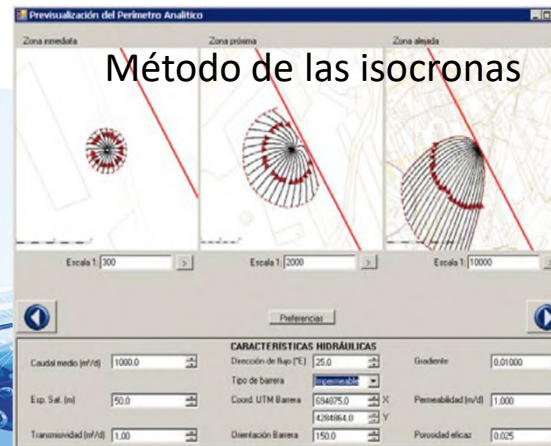 Previsualización del Perímetro Analítico
Zona inmediata
Zona próxima
Zona alejada
Método de las isocronas
Escala 1: 300
>
Escala 1: 2000
>
Escala 1: 10000
>
Preferencias
CARACTERÍSTICAS HIDRÁULICAS
Caudal medio (m³/d) 1000.0
Dirección de flujo (°E) 25.0
Gradiente 0.01000
Tipo de barrera Impermeable
Esp. Sat. (m) 50.0
Coord. UTM Barrera 694875.0 X
Permeabilidad (m/d) 1.000
4284864.0 Y
Transmisividad (m²/d) 1.00
Orientación Barrera 150.0
Porosidad eficaz 0.025